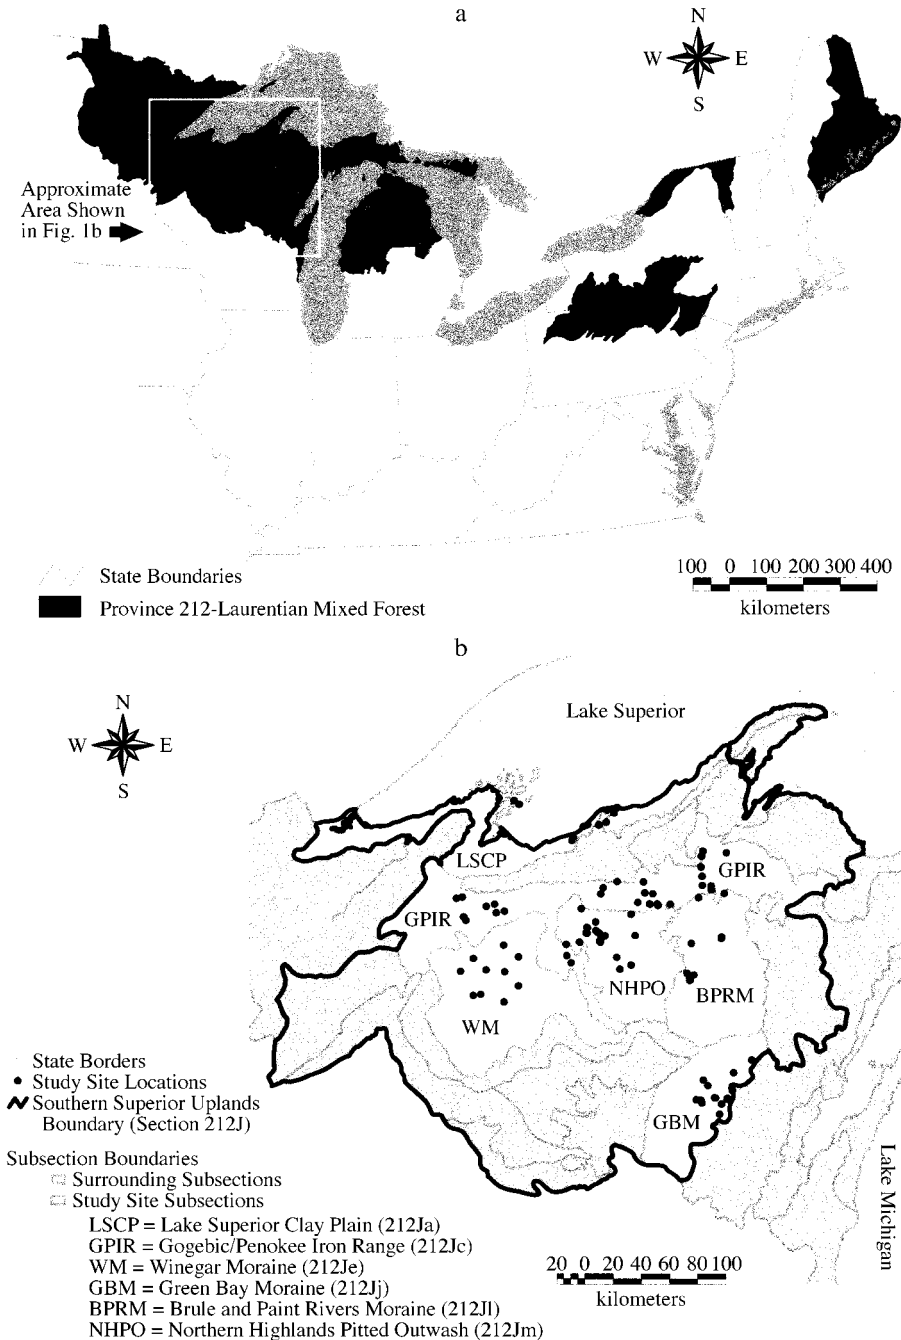 a
N
W E
S
Approximate
Area Shown
in Fig. 1b
State Boundaries
Province 212-Laurentian Mixed Forest
100 0 100 200 300 400
kilometers
b
N
W E
S
Lake Superior
LSCP
GPIR
GPIR
NHPO
BPRM
WM
GBM
Lake Michigan
State Borders
Study Site Locations
Southern Superior Uplands
Boundary (Section 212J)
Subsection Boundaries
Surrounding Subsections
Study Site Subsections
LSCP = Lake Superior Clay Plain (212Ja)
GPIR = Gogebic/Penokee Iron Range (212Jc)
WM = Winegar Moraine (212Je)
GBM = Green Bay Moraine (212Jj)
BPRM = Brule and Paint Rivers Moraine (212Jl)
NHPO = Northern Highlands Pitted Outwash (212Jm)
20 0 20 40 60 80 100
kilometers